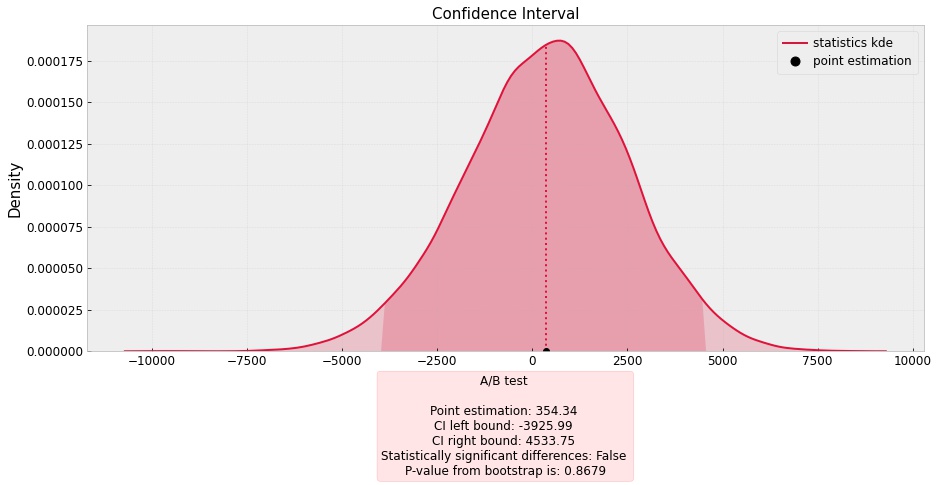 Confidence Interval
statistics kde
point estimation
Density
0.000175
0.000150
0.000125
0.000100
0.000075
0.000050
0.000025
0.000000
−10000 −7500 −5000 −2500 0 2500 5000 7500 10000
A/B test
Point estimation: 354.34
CI left bound: -3925.99
CI right bound: 4533.75
Statistically significant differences: False
P-value from bootstrap is: 0.8679